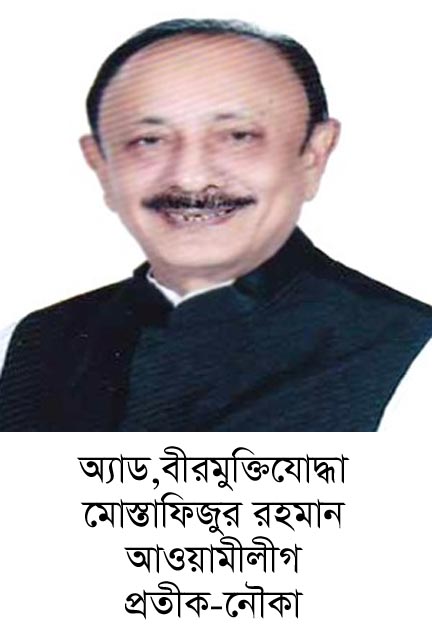 অ্যাড,বীরমুক্তিযোদ্ধা
মোস্তাফিজুর রহমান
আওয়ামীলীগ
প্রতীক-নৌকা